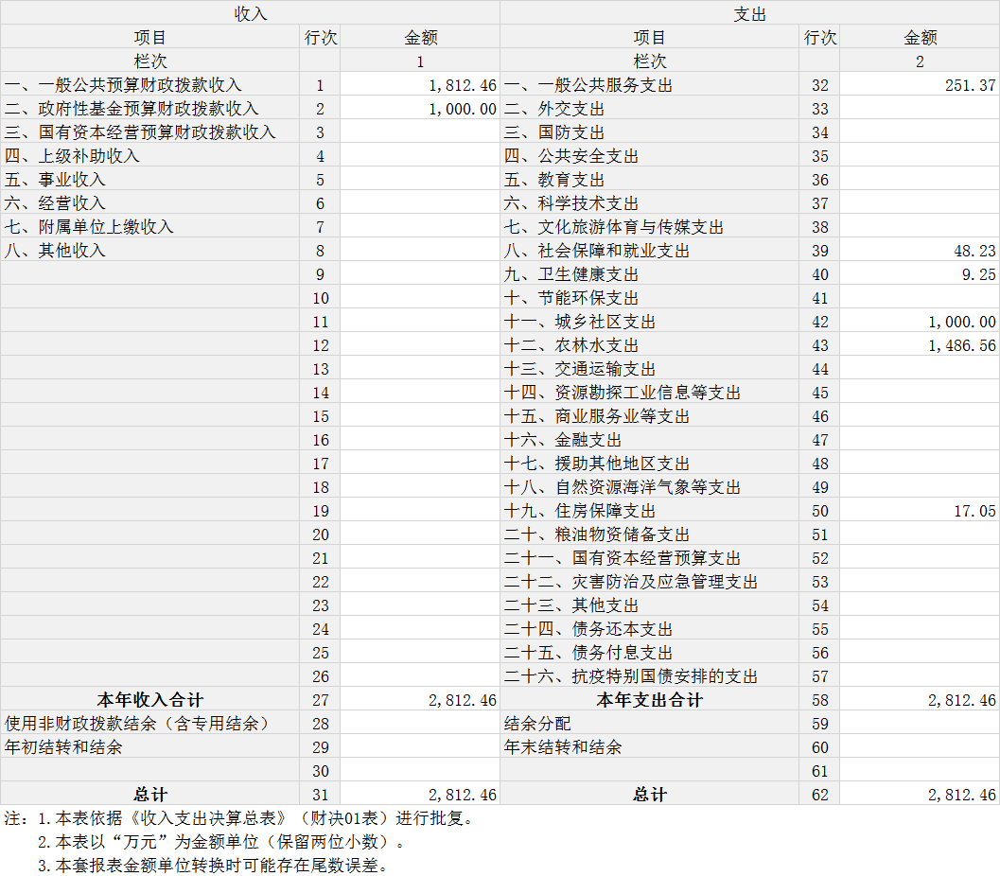 收入 支出
项目 行次 金额 项目 行次 金额
栏次 1 栏次 2
一、一般公共预算财政拨款收入 1 1,812.46 一、一般公共服务支出 32 251.37
二、政府性基金预算财政拨款收入 2 1,000.00 二、外交支出 33
三、国有资本经营预算财政拨款收入 3 三、国防支出 34
四、上级补助收入 4 四、公共安全支出 35
五、事业收入 5 五、教育支出 36
六、经营收入 6 六、科学技术支出 37
七、附属单位上缴收入 7 七、文化旅游体育与传媒支出 38
八、其他收入 8 八、社会保障和就业支出 39 48.23
9 九、卫生健康支出 40 9.25
10 十、节能环保支出 41
11 十一、城乡社区支出 42 1,000.00
12 十二、农林水支出 43 1,486.56
13 十三、交通运输支出 44
14 十四、资源勘探工业信息等支出 45
15 十五、商业服务业等支出 46
16 十六、金融支出 47
17 十七、援助其他地区支出 48
18 十八、自然资源海洋气象等支出 49
19 十九、住房保障支出 50 17.05
20 二十、粮油物资储备支出 51
21 二十一、国有资本经营预算支出 52
22 二十二、灾害防治及应急管理支出 53
23 二十三、其他支出 54
24 二十四、债务还本支出 55
25 二十五、债务付息支出 56
26 二十六、抗疫特别国债安排的支出 57
本年收入合计 27 2,812.46 本年支出合计 58 2,812.46
使用非财政拨款结余（含专用结余） 28 结余分配 59
年初结转和结余 29 年末结转和结余 60
30 61
总计 31 2,812.46 总计 62 2,812.46
注：1.本表依据《收入支出决算总表》（财决01表）进行批复。
2.本表以“万元”为金额单位（保留两位小数）。
3.本套报表金额单位转换时可能存在尾数误差。